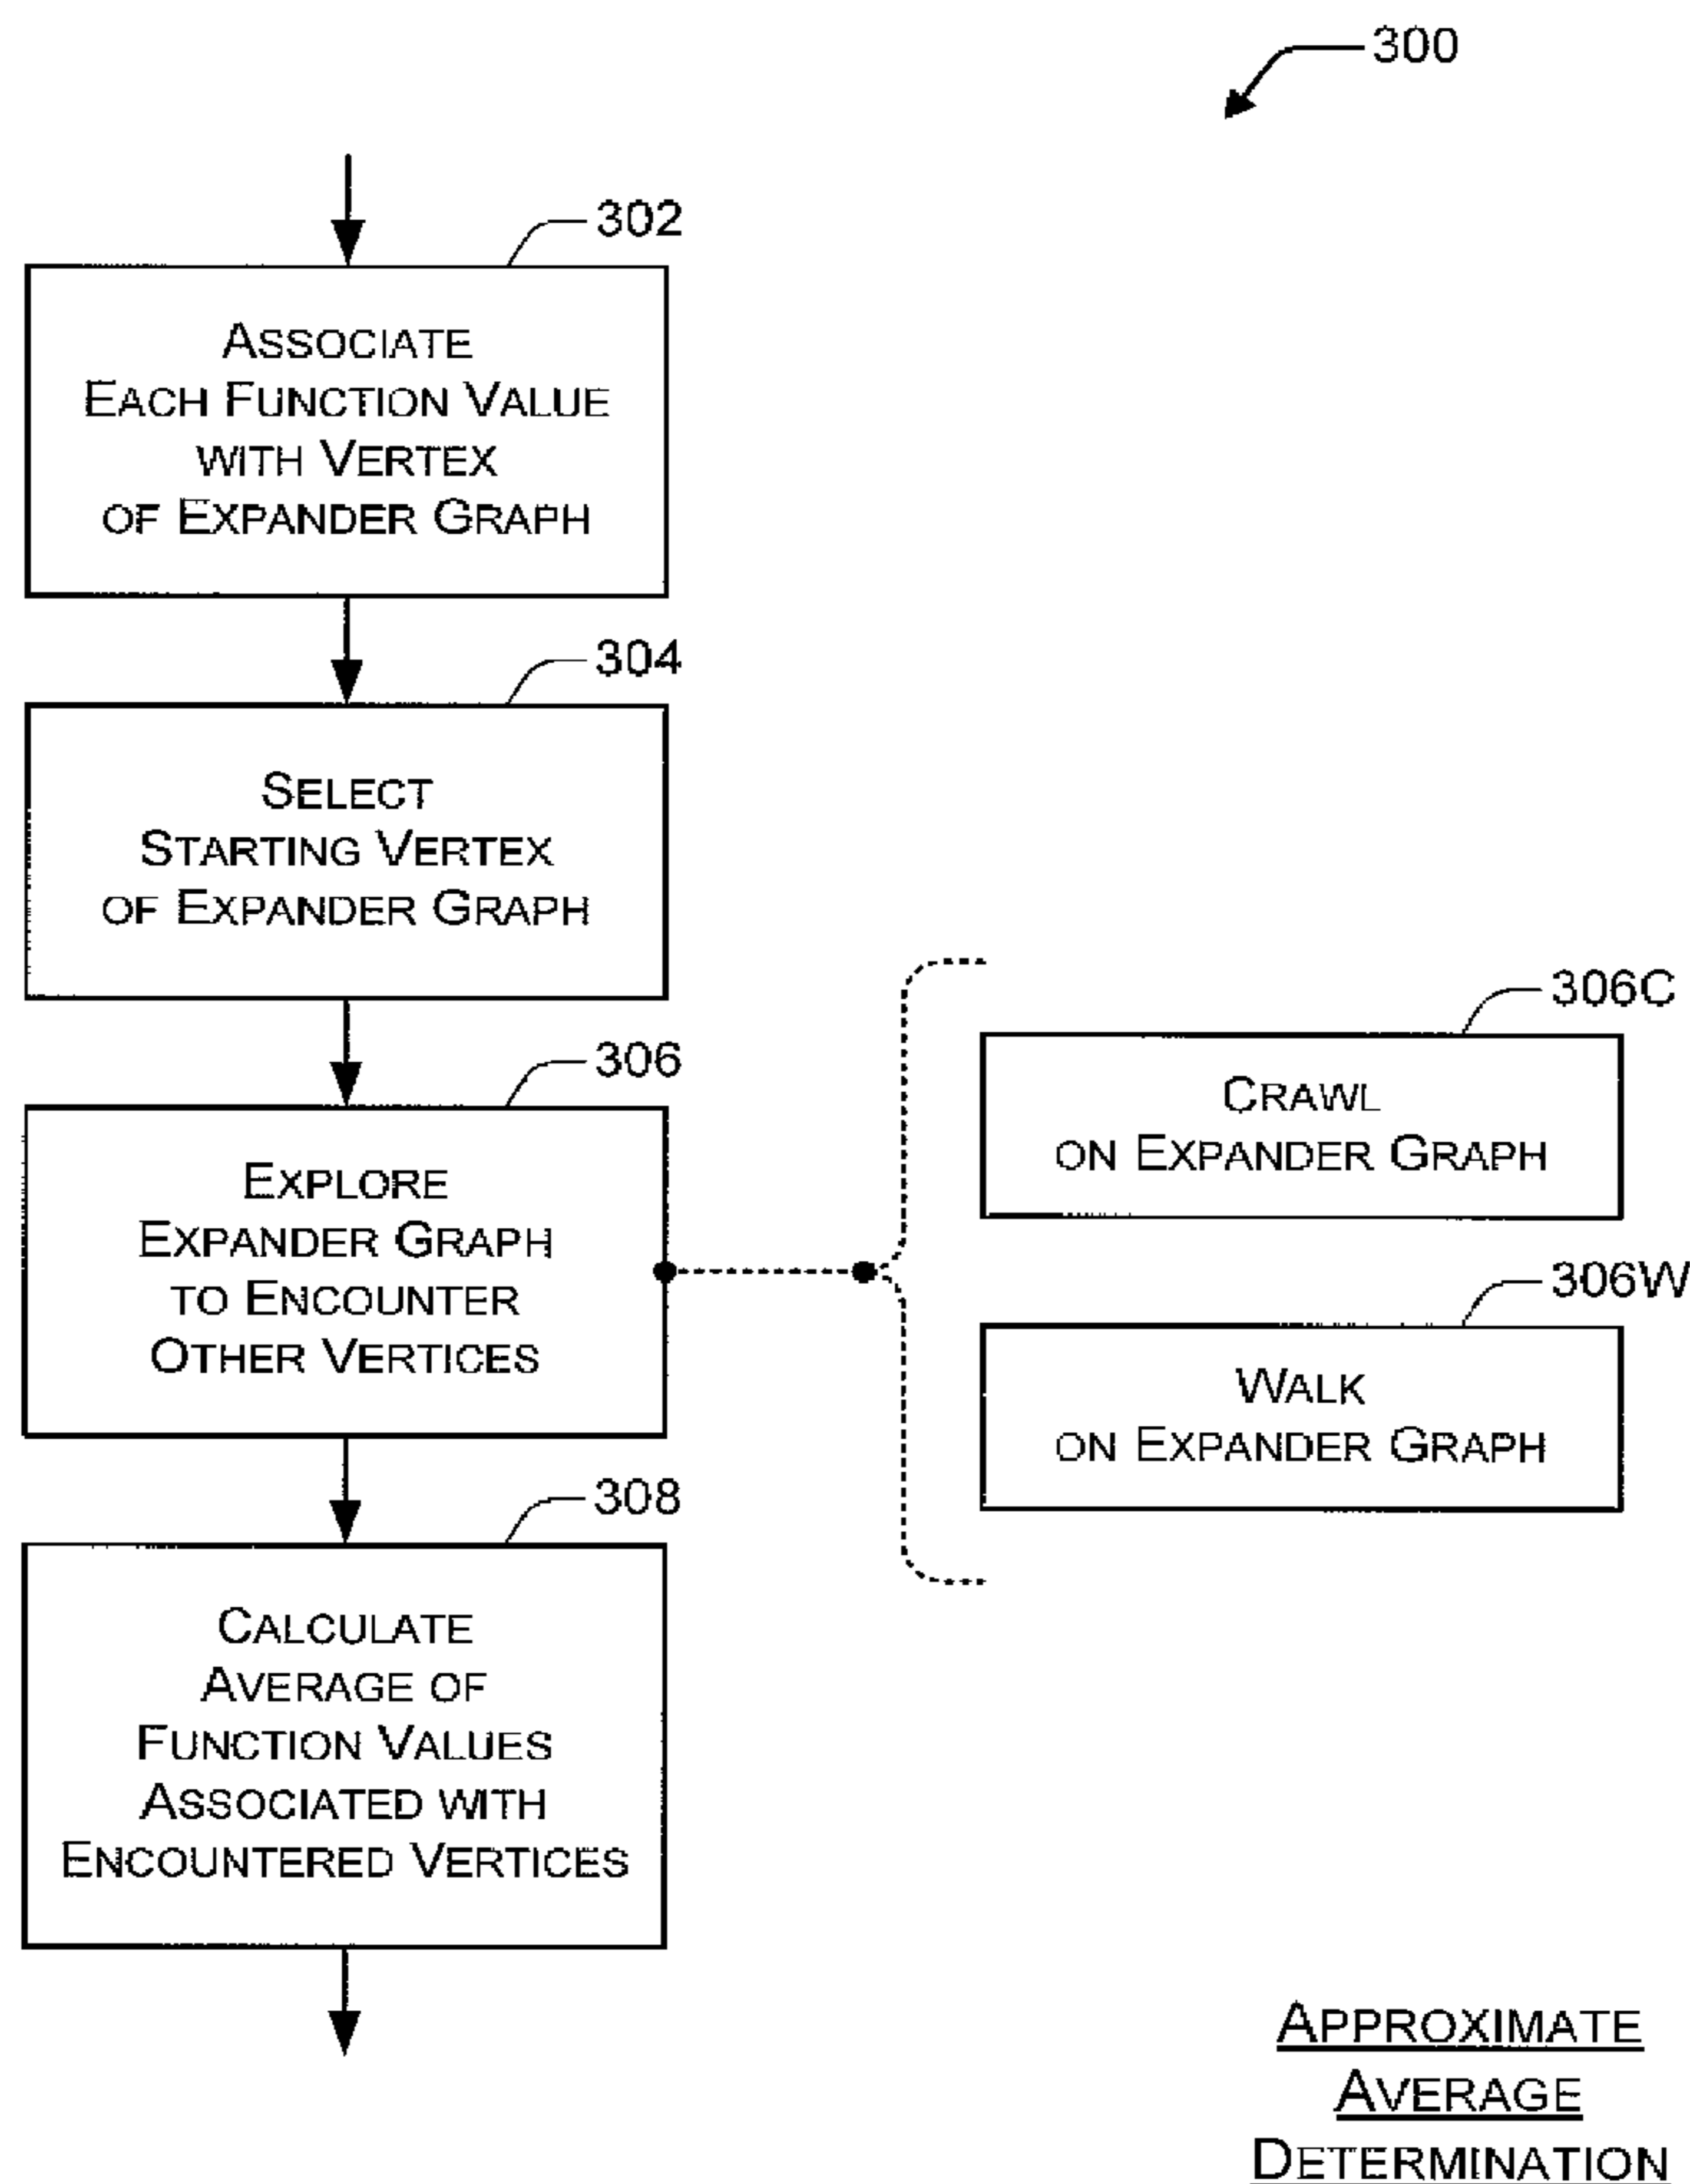 300
302
ASSOCIATE
EACH FUNCTION VALUE
WITH VERTEX
OF EXPANDER GRAPH
304
SELECT
STARTING VERTEX
OF EXPANDER GRAPH
306
EXPLORE
EXPANDER GRAPH
TO ENCOUNTER
OTHER VERTICES
306C
CRAWL
ON EXPANDER GRAPH
306W
WALK
ON EXPANDER GRAPH
308
CALCULATE
AVERAGE OF
FUNCTION VALUES
ASSOCIATED WITH
ENCOUNTERED VERTICES
APPROXIMATE
AVERAGE
DETERMINATION